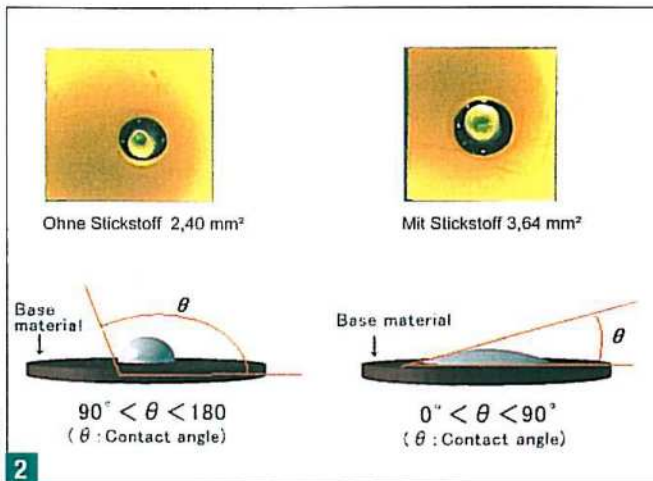 Ohne Stickstoff 2,40 mm²
Mit Stickstoff 3,64 mm²
θ
Base
material
90° < θ < 180
( θ : Contact angle)
Base material
θ
0° < θ < 90°
( θ : Contact angle)
2